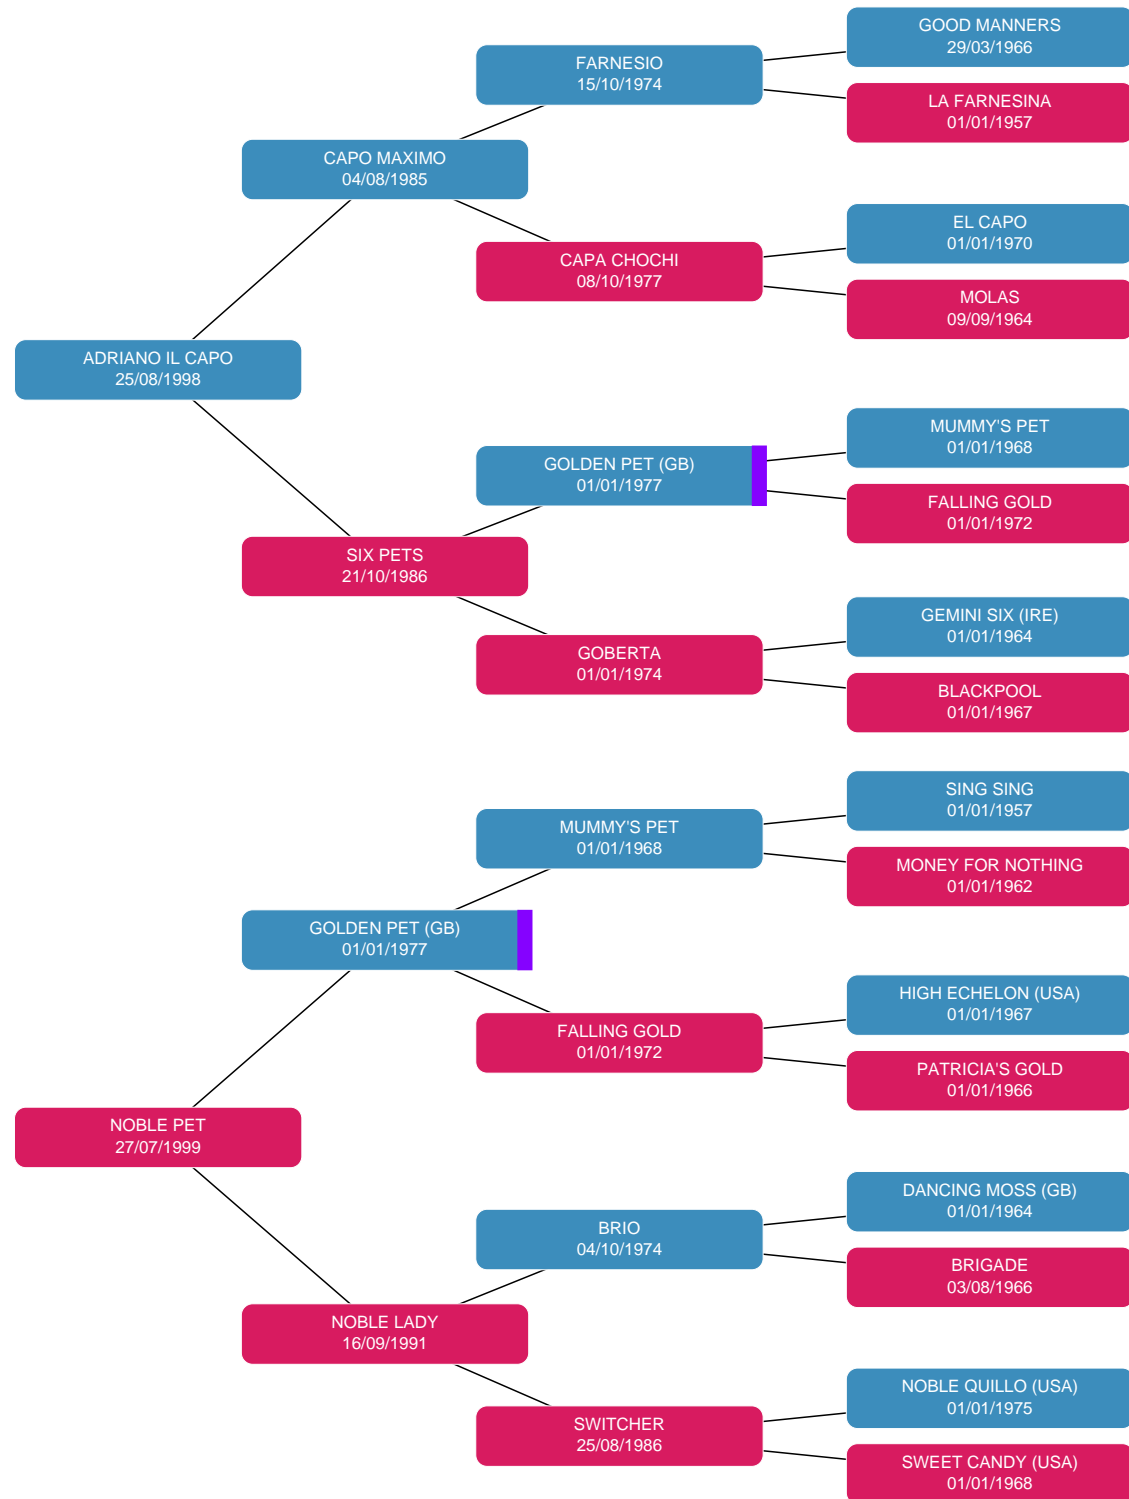 GOOD MANNERS
29/03/1966
FARNESIO
15/10/1974
LA FARNESINA
01/01/1957
CAPO MAXIMO
04/08/1985
EL CAPO
01/01/1970
CAPA CHOCHI
08/10/1977
MOLAS
09/09/1964
ADRIANO IL CAPO
25/08/1998
MUMMY'S PET
01/01/1968
GOLDEN PET (GB)
01/01/1977
FALLING GOLD
01/01/1972
SIX PETS
21/10/1986
GEMINI SIX (IRE)
01/01/1964
GOBERTA
01/01/1974
BLACKPOOL
01/01/1967
SING SING
01/01/1957
MUMMY'S PET
01/01/1968
MONEY FOR NOTHING
01/01/1962
GOLDEN PET (GB)
01/01/1977
HIGH ECHELON (USA)
01/01/1967
FALLING GOLD
01/01/1972
PATRICIA'S GOLD
01/01/1966
NOBLE PET
27/07/1999
DANCING MOSS (GB)
01/01/1964
BRIO
04/10/1974
BRIGADE
03/08/1966
NOBLE LADY
16/09/1991
NOBLE QUILLO (USA)
01/01/1975
SWITCHER
25/08/1986
SWEET CANDY (USA)
01/01/1968